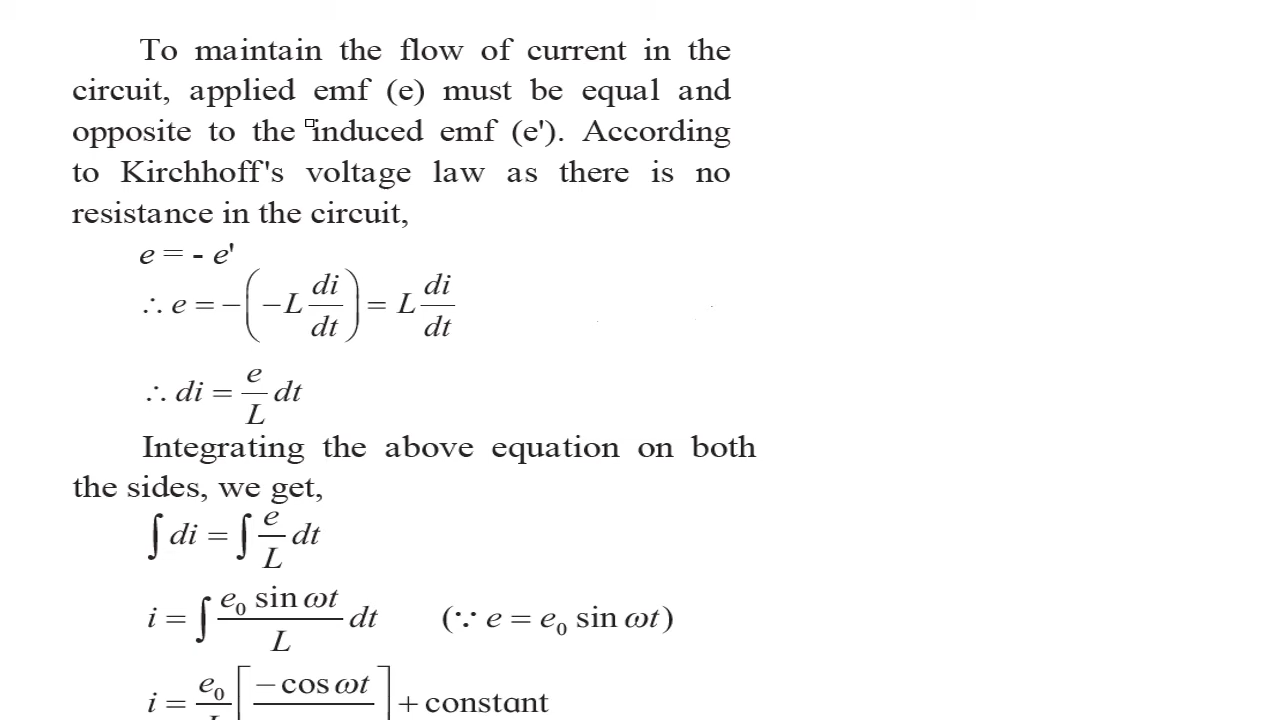 To maintain the flow of current in the
circuit, applied emf (e) must be equal and
opposite to the induced emf (e'). According
to Kirchhoff's voltage law as there is no
resistance in the circuit,
e = - e'
∴ e = −(−L di/dt) = L di/dt
∴ di = e/L dt
Integrating the above equation on both
the sides, we get,
∫ di = ∫ e/L dt
i = ∫ e₀ sin ωt / L dt (∵ e = e₀ sin ωt)
i = e₀/L [− cos ωt / ] + constant